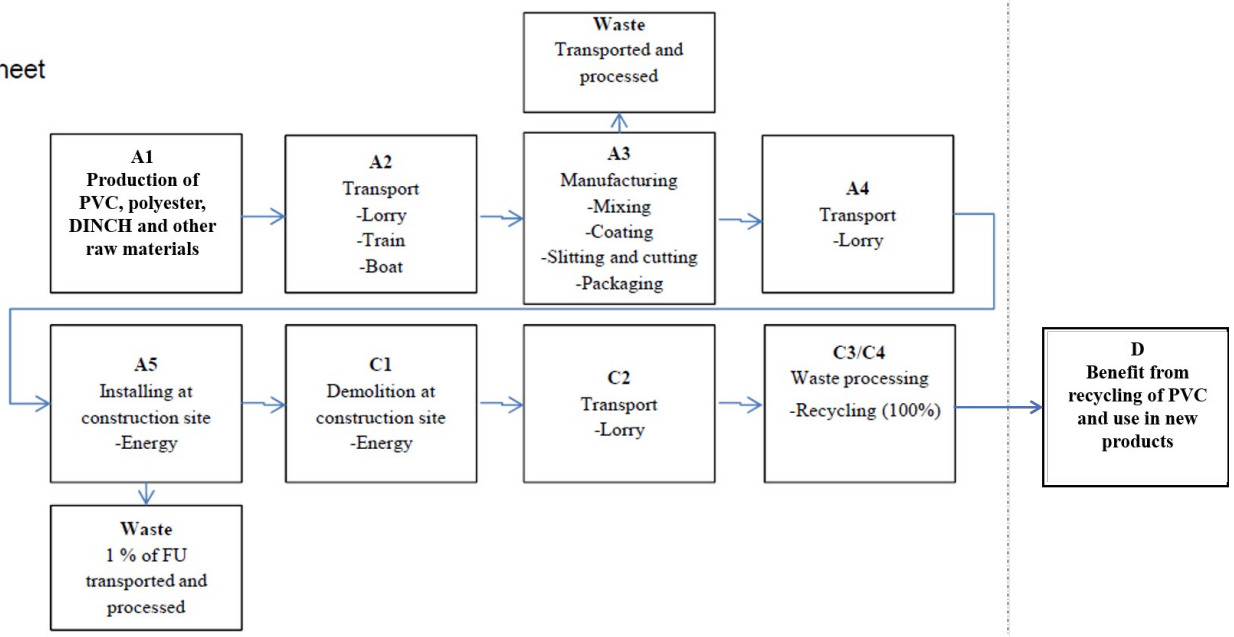 Waste
Transported and
processed
A1
Production of
PVC, polyester,
DINCH and other
raw materials
A2
Transport
-Lorry
-Train
-Boat
A3
Manufacturing
-Mixing
-Coating
-Slitting and cutting
-Packaging
A4
Transport
-Lorry
A5
Installing at
construction site
-Energy
C1
Demolition at
construction site
-Energy
C2
Transport
-Lorry
C3/C4
Waste processing
-Recycling (100%)
D
Benefit from
recycling of PVC
and use in new
products
Waste
1 % of FU
transported and
processed